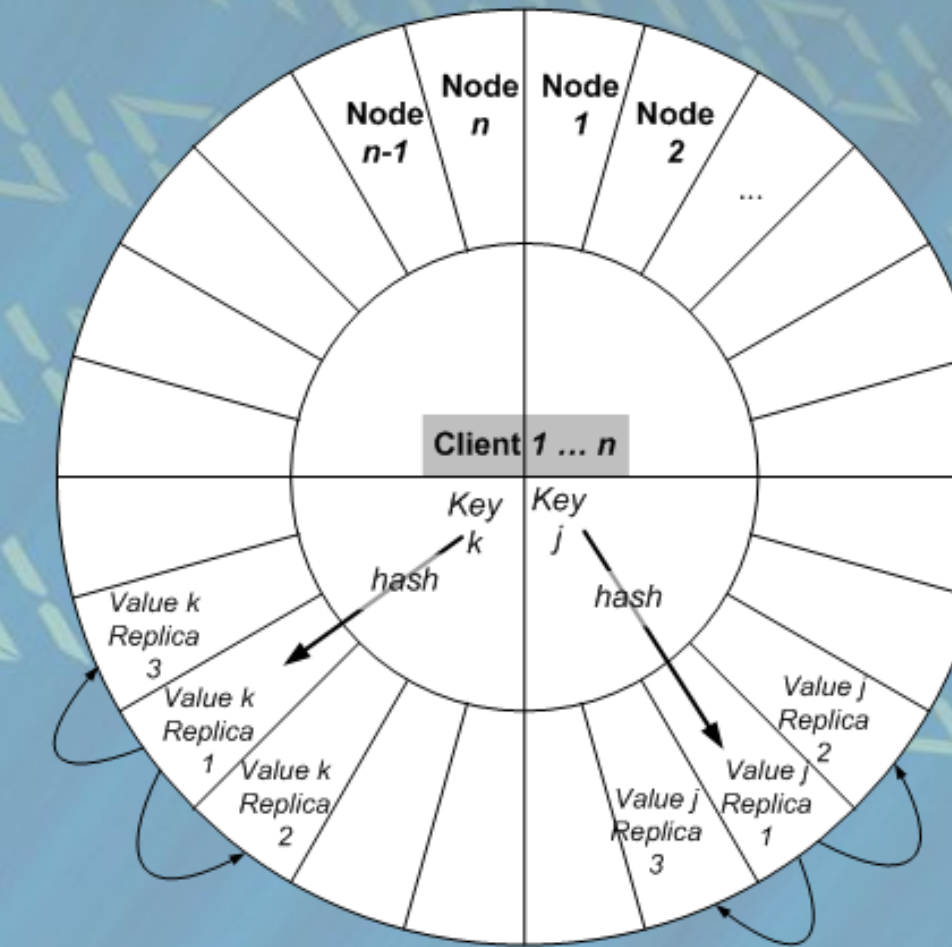 Node
n
Node
1
Node
n-1
Node
2
...
Client 1 ... n
Key
k
Key
j
hash
hash
Value k
Replica
3
Value k
Replica
1
Value k
Replica
2
Value j
Replica
2
Value j
Replica
1
Value j
Replica
3